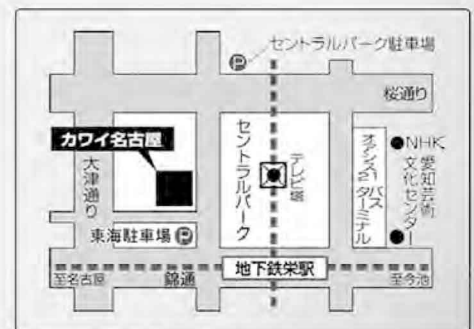 セントラルパーク駐車場
桜通り
カワイ名古屋
大津通り
セントラルパーク
テレビ塔
オアシス21
バスターミナル
NHK
愛知芸術
文化センター
東海駐車場 P
P
地下鉄栄駅
至名古屋
錦通
至今池